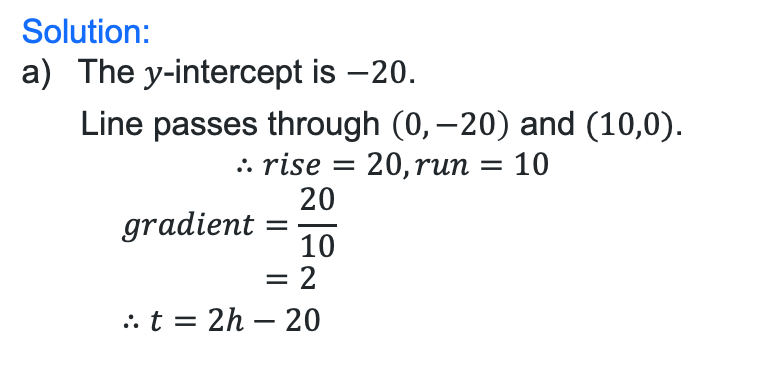 Solution:
a) The y-intercept is −20.
Line passes through (0, −20) and (10,0).
∴ rise = 20, run = 10
gradient = 20/10
= 2
∴ t = 2h − 20